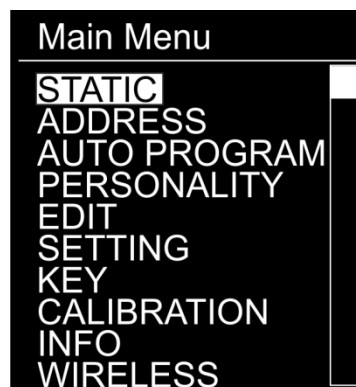 Main Menu
STATIC
ADDRESS
AUTO PROGRAM
PERSONALITY
EDIT
SETTING
KEY
CALIBRATION
INFO
WIRELESS